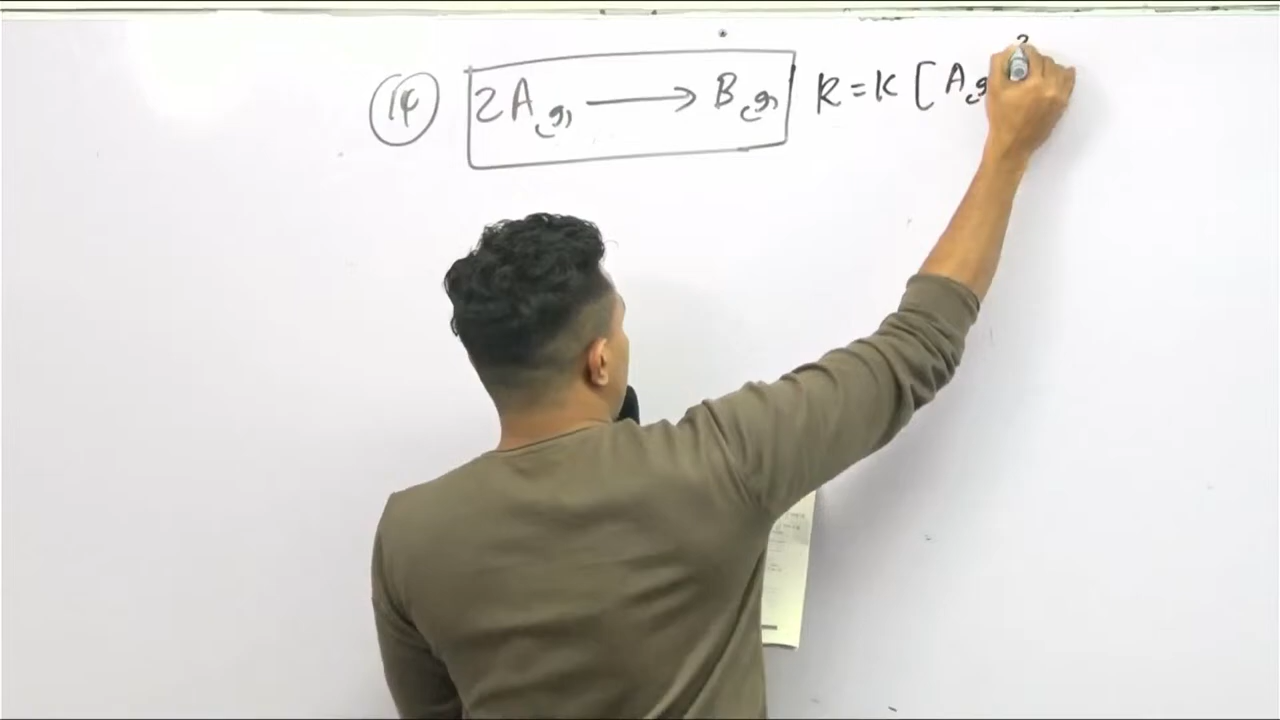 14 2A(g) ⟶ B(g) R = K [A(g)